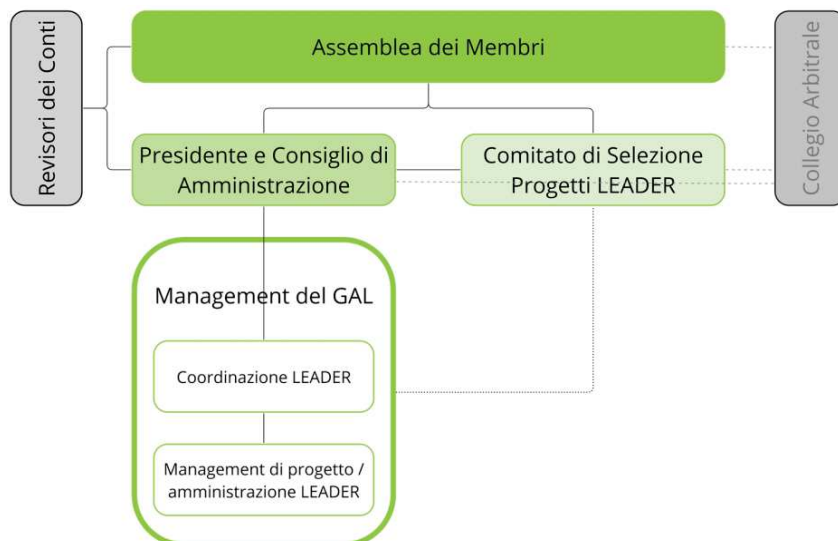 Revisori dei Conti
Assemblea dei Membri
Collegio Arbitrale
Presidente e Consiglio di
Amministrazione
Comitato di Selezione
Progetti LEADER
Management del GAL
Coordinazione LEADER
Management di progetto /
amministrazione LEADER